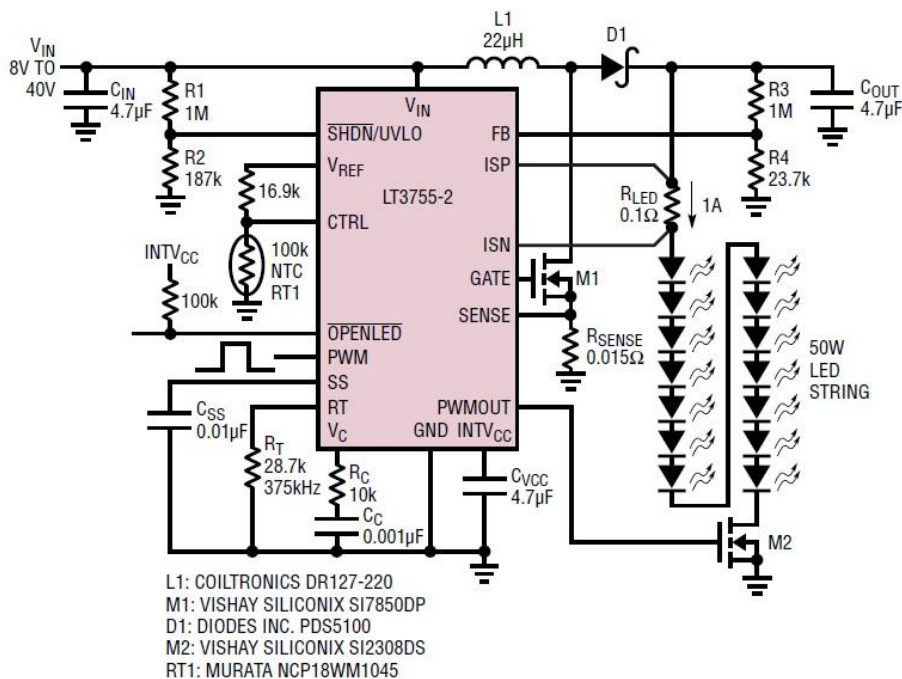 L1
22µH
D1
VIN
8V TO
40V
CIN
4.7µF
R1
1M
VIN
R3
1M
COUT
4.7µF
SHDN/UVLO
FB
R2
187k
VREF
ISP
R4
23.7k
16.9k
LT3755-2
RLED
0.1Ω
1A
CTRL
INTVCC
100k
NTC
RT1
ISN
100k
GATE
M1
OPENLED
SENSE
PWM
RSENSE
0.015Ω
50W
LED
STRING
SS
CSS
0.01µF
RT
PWMOUT
VC
GND INTVCC
RT
28.7k
375kHz
RC
10k
CVCC
4.7µF
CC
0.001µF
M2
L1: COILTRONICS DR127-220
M1: VISHAY SILICONIX SI7850DP
D1: DIODES INC. PDS5100
M2: VISHAY SILICONIX SI2308DS
RT1: MURATA NCP18WM1045